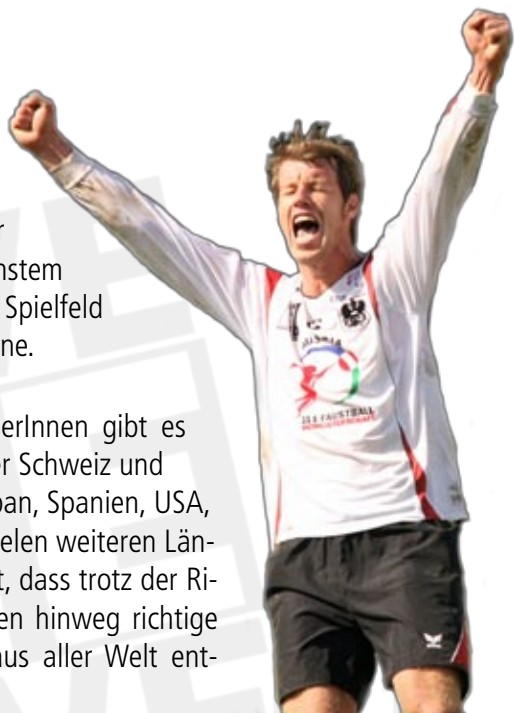 r
nstem
Spielfeld
ne.
erInnen gibt es
er Schweiz und
pan, Spanien, USA,
elen weiteren Län-
t, dass trotz der Ri-
en hinweg richtige
aus aller Welt ent-
FAUSTBALL